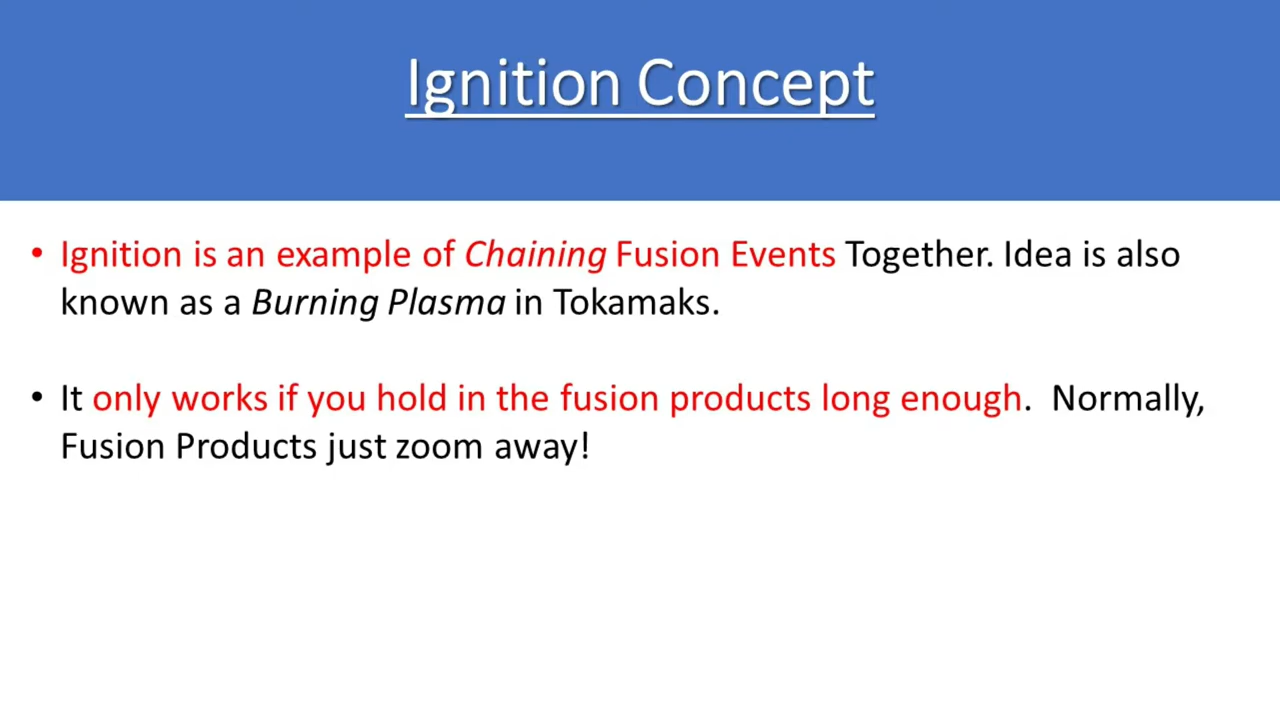 Ignition Concept
• Ignition is an example of Chaining Fusion Events Together. Idea is also
known as a Burning Plasma in Tokamaks.
• It only works if you hold in the fusion products long enough.  Normally,
Fusion Products just zoom away!